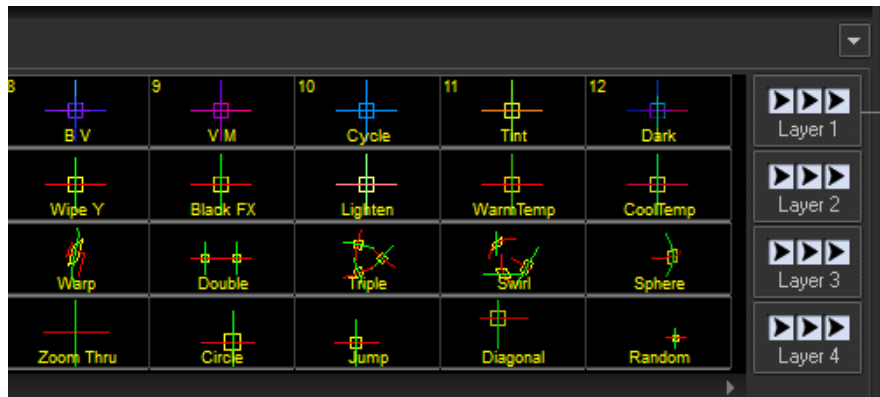 8 9 10 11 12
B V V M Cycle Tint Dark Layer 1
Wipe Y Black FX Lighten WarmTemp CoolTemp Layer 2
Warp Double Triple Swirl Sphere Layer 3
Zoom Thru Circle Jump Diagonal Random Layer 4